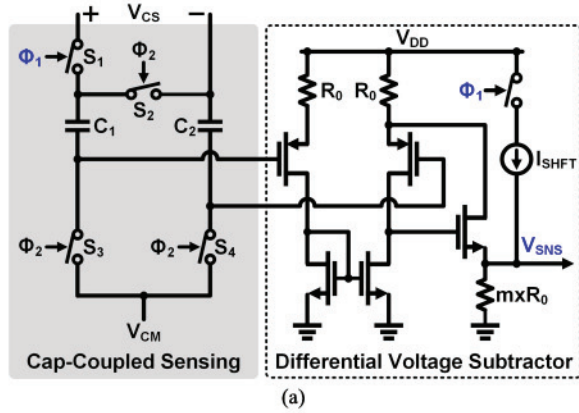 + V_CS −
V_DD
Φ₁ S₁
Φ₂
S₂
R₀ R₀
Φ₁
C₁ C₂
I_SHFT
Φ₂ S₃
Φ₂ S₄
V_SNS
mxR₀
V_CM
Cap-Coupled Sensing
Differential Voltage Subtractor
(a)